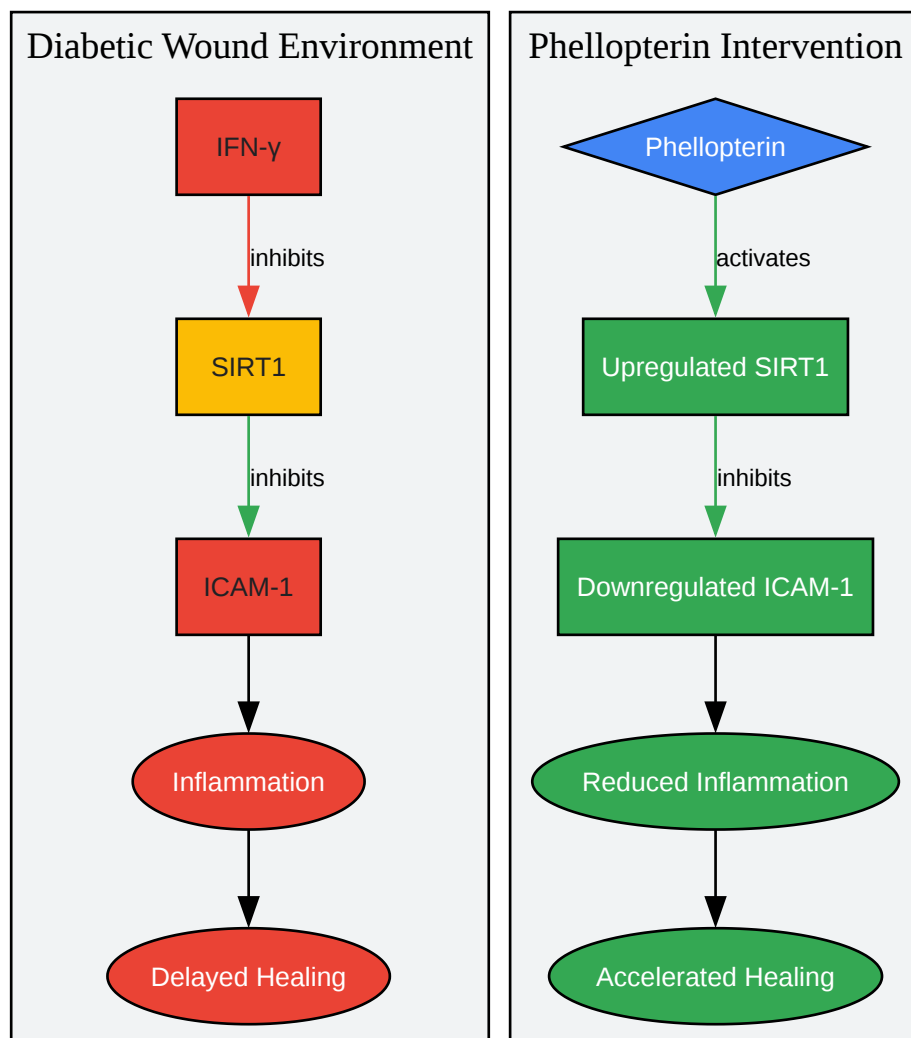 Diabetic Wound Environment
IFN-γ
inhibits
SIRT1
inhibits
ICAM-1
Inflammation
Delayed Healing
Phellopterin Intervention
Phellopterin
activates
Upregulated SIRT1
inhibits
Downregulated ICAM-1
Reduced Inflammation
Accelerated Healing